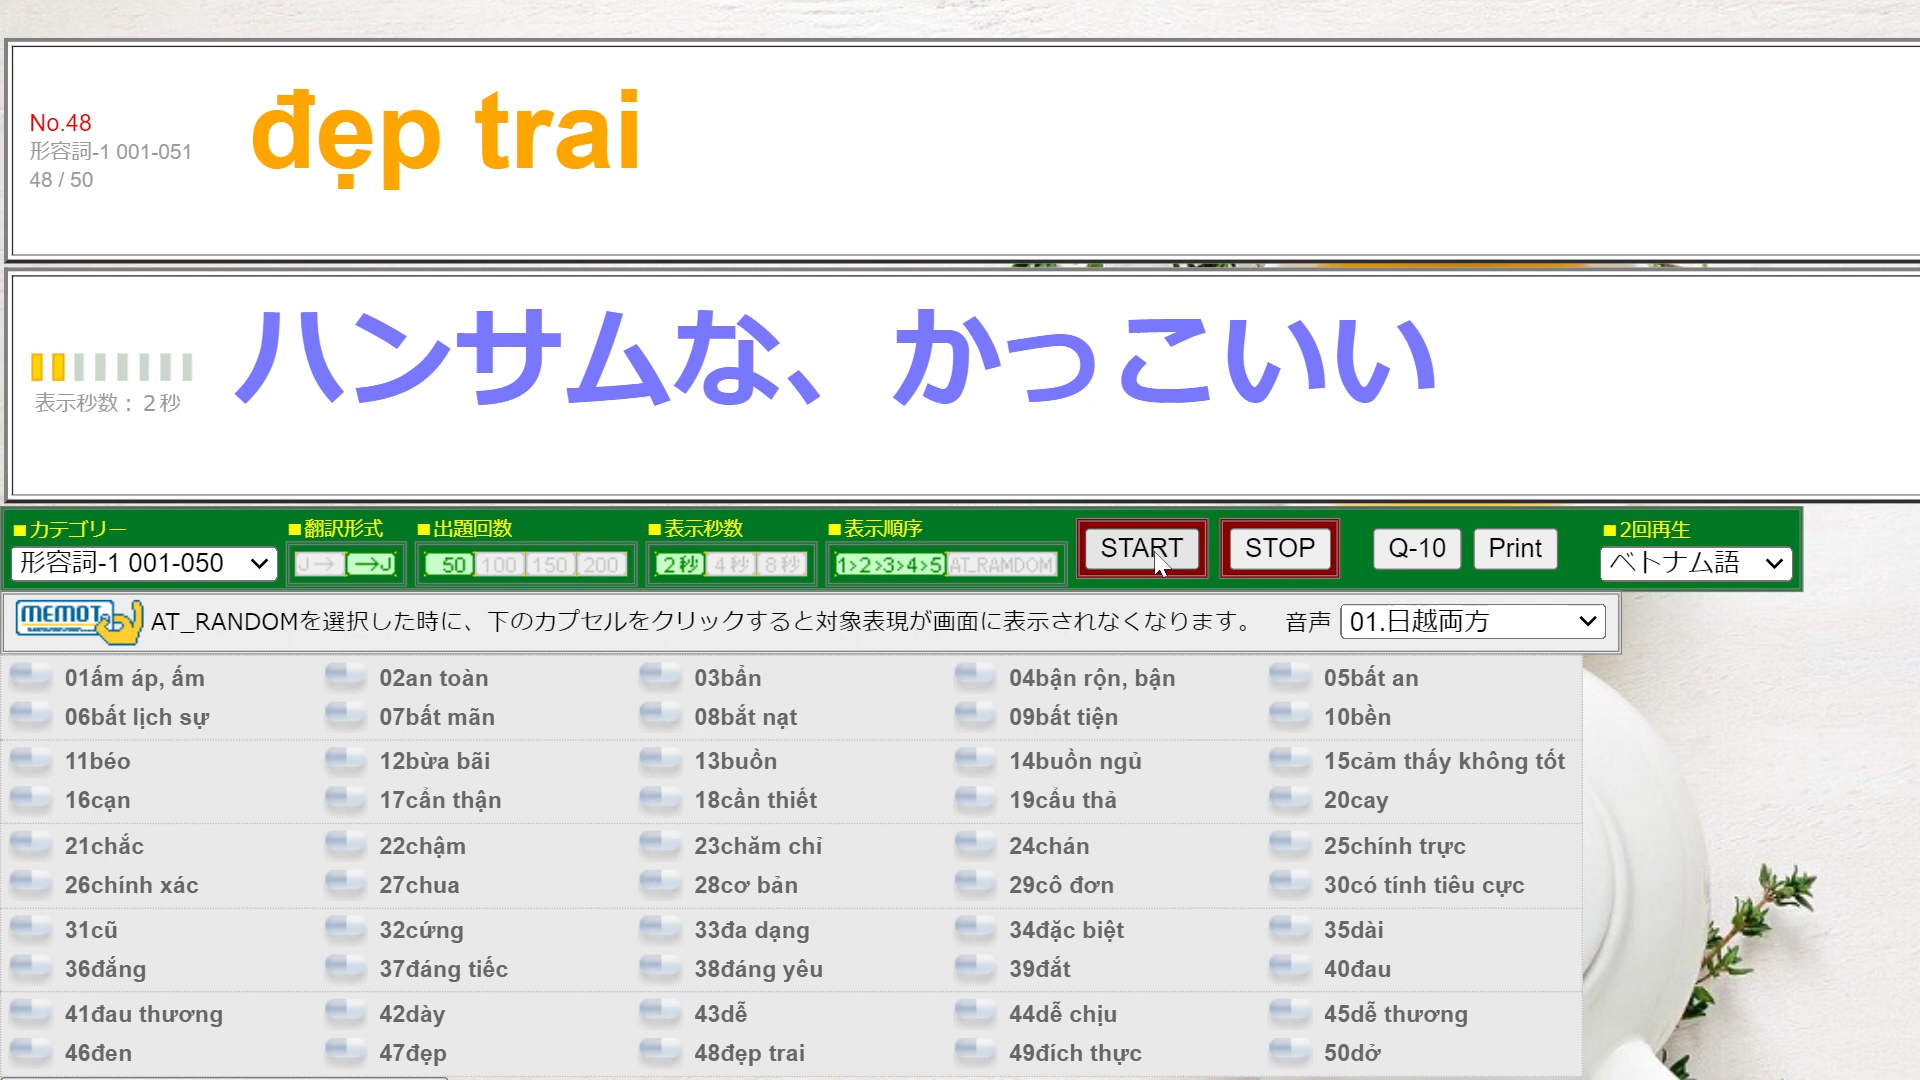 No.48
形容詞-1 001-051
48 / 50
đẹp trai
ハンサムな、かっこいい
表示秒数：2秒
■カテゴリー ■翻訳形式 ■出題回数 ■表示秒数 ■表示順序 ■2回再生
形容詞-1 001-050 J→ →J 50 100 150 200 2秒 4秒 8秒 1>2>3>4>5 AT_RAMDOM START STOP Q-10 Print ベトナム語
MEMOT AT_RANDOMを選択した時に、下のカプセルをクリックすると対象表現が画面に表示されなくなります。 音声 01.日越両方
01ấm áp, ấm 02an toàn 03bẩn 04bận rộn, bận 05bất an
06bất lịch sự 07bất mãn 08bắt nạt 09bất tiện 10bền
11béo 12bừa bãi 13buồn 14buồn ngủ 15cảm thấy không tốt
16cạn 17cẩn thận 18cần thiết 19cẩu thả 20cay
21chắc 22chậm 23chăm chỉ 24chán 25chính trực
26chính xác 27chua 28cơ bản 29cô đơn 30có tính tiêu cực
31cũ 32cứng 33đa dạng 34đặc biệt 35dài
36đắng 37đáng tiếc 38đáng yêu 39đắt 40đau
41đau thương 42dày 43dễ 44dễ chịu 45dễ thương
46đen 47đẹp 48đẹp trai 49đích thực 50dở